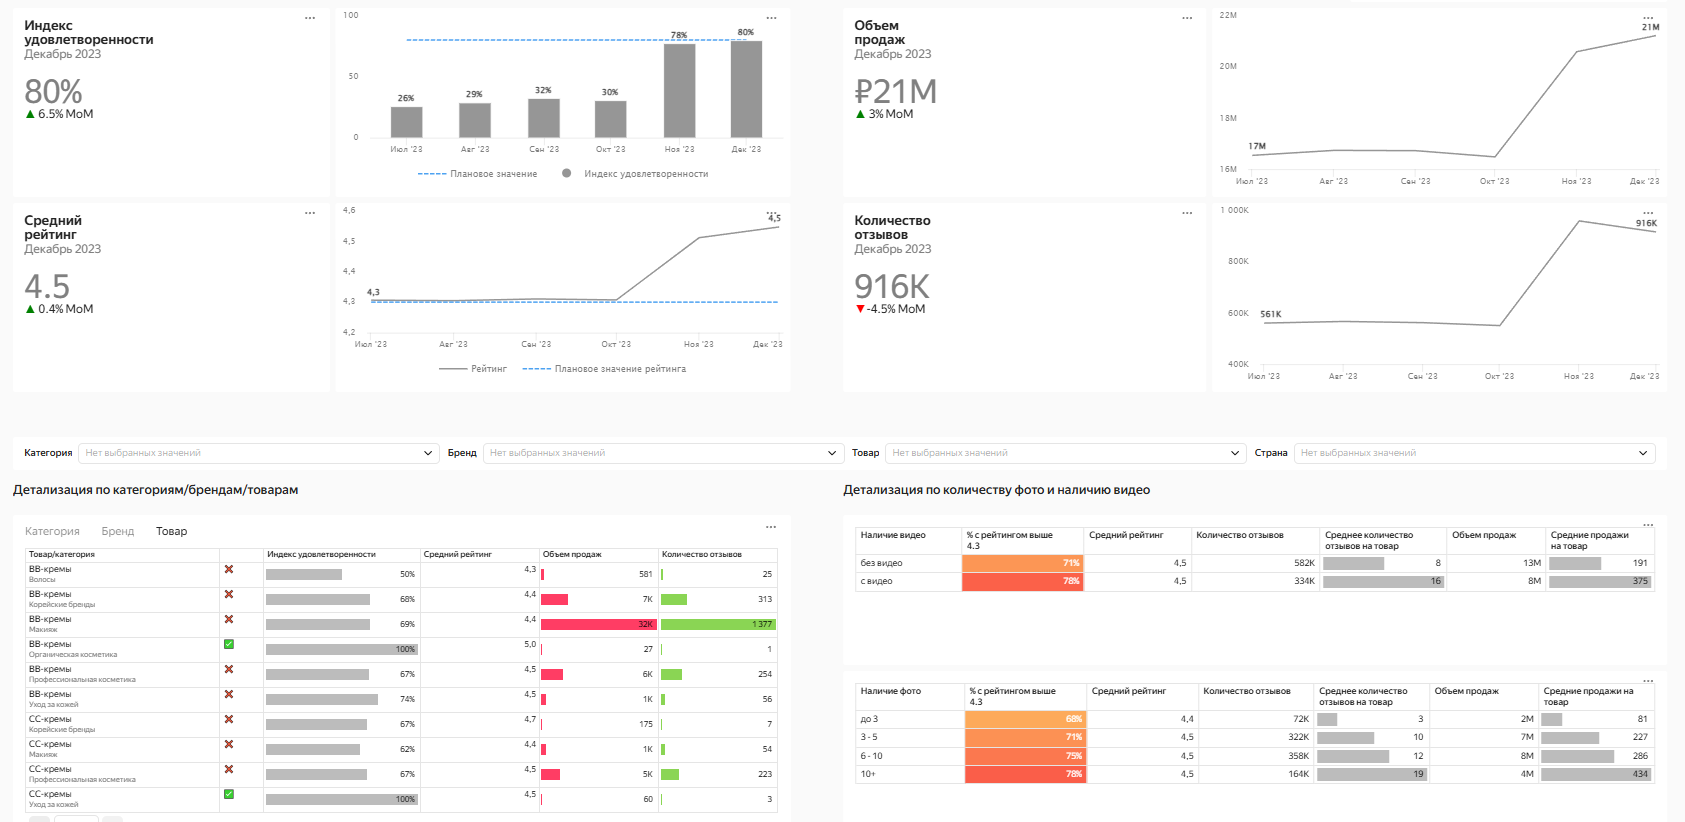 Индекс
удовлетворенности
Декабрь 2023
80%
6.5% MoM
100
50
0
26%
29%
32%
30%
78%
80%
Июл '23
Авг '23
Сен '23
Окт '23
Ноя '23
Дек '23
Плановое значение
Индекс удовлетворенности
Объем
продаж
Декабрь 2023
₽21M
3% MoM
22M
20M
18M
16M
17M
21M
Июл '23
Авг '23
Сен '23
Окт '23
Ноя '23
Дек '23
Средний
рейтинг
Декабрь 2023
4.5
0.4% MoM
4,6
4,5
4,4
4,3
4,2
4,3
4,5
Июл '23
Авг '23
Сен '23
Окт '23
Ноя '23
Дек '23
Рейтинг
Плановое значение рейтинга
Количество
отзывов
Декабрь 2023
916K
-4.5% MoM
1 000K
800K
600K
400K
561K
916K
Июл '23
Авг '23
Сен '23
Окт '23
Ноя '23
Дек '23
Категория Нет выбранных значений
Бренд Нет выбранных значений
Товар Нет выбранных значений
Страна Нет выбранных значений
Детализация по категориям/брендам/товарам
Категория Бренд Товар
Товар/категория Индекс удовлетворенности Средний рейтинг Объем продаж Количество отзывов
BB-кремы
Волосы
50% 4,3 581 25
BB-кремы
Корейские бренды
68% 4,4 7K 313
BB-кремы
Макияж
69% 4,4 32K 1 377
BB-кремы
Органическая косметика
100% 5,0 27 1
BB-кремы
Профессиональная косметика
67% 4,5 6K 254
BB-кремы
Уход за кожей
74% 4,5 1K 56
CC-кремы
Корейские бренды
67% 4,7 175 7
CC-кремы
Макияж
62% 4,4 1K 54
CC-кремы
Профессиональная косметика
67% 4,5 5K 223
CC-кремы
Уход за кожей
100% 4,5 60 3
Детализация по количеству фото и наличию видео
Наличие видео
% с рейтингом выше
4.3
Средний рейтинг
Количество отзывов
Среднее количество
отзывов на товар
Объем продаж
Средние продажи
на товар
без видео 71% 4,5 582K 8 13M 191
с видео 78% 4,5 334K 16 8M 375
Наличие фото
% с рейтингом выше
4.3
Средний рейтинг
Количество отзывов
Среднее количество
отзывов на товар
Объем продаж
Средние продажи на
товар
до 3 68% 4,4 72K 3 2M 81
3 - 5 71% 4,5 322K 10 7M 227
6 - 10 75% 4,5 358K 12 8M 286
10+ 78% 4,5 164K 19 4M 434